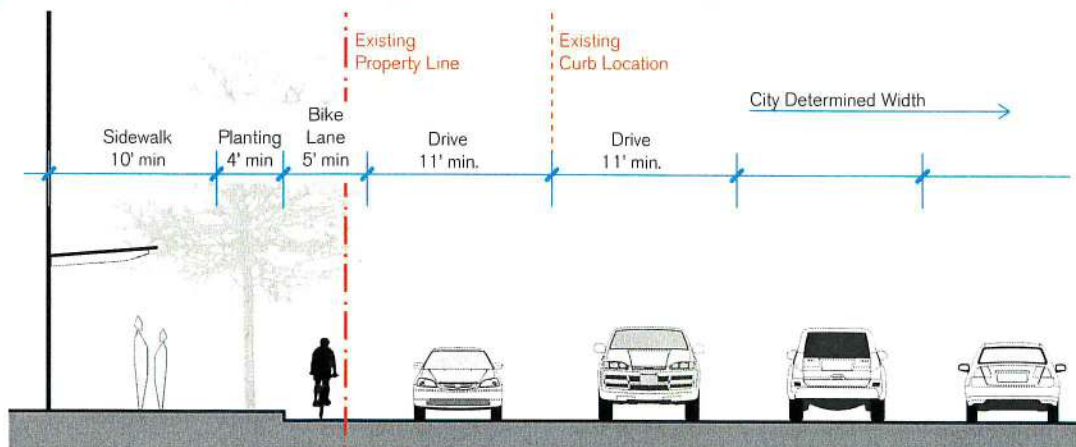 Existing
Property Line
Existing
Curb Location
City Determined Width
Sidewalk
10' min
Planting
4' min
Bike
Lane
5' min
Drive
11' min.
Drive
11' min.